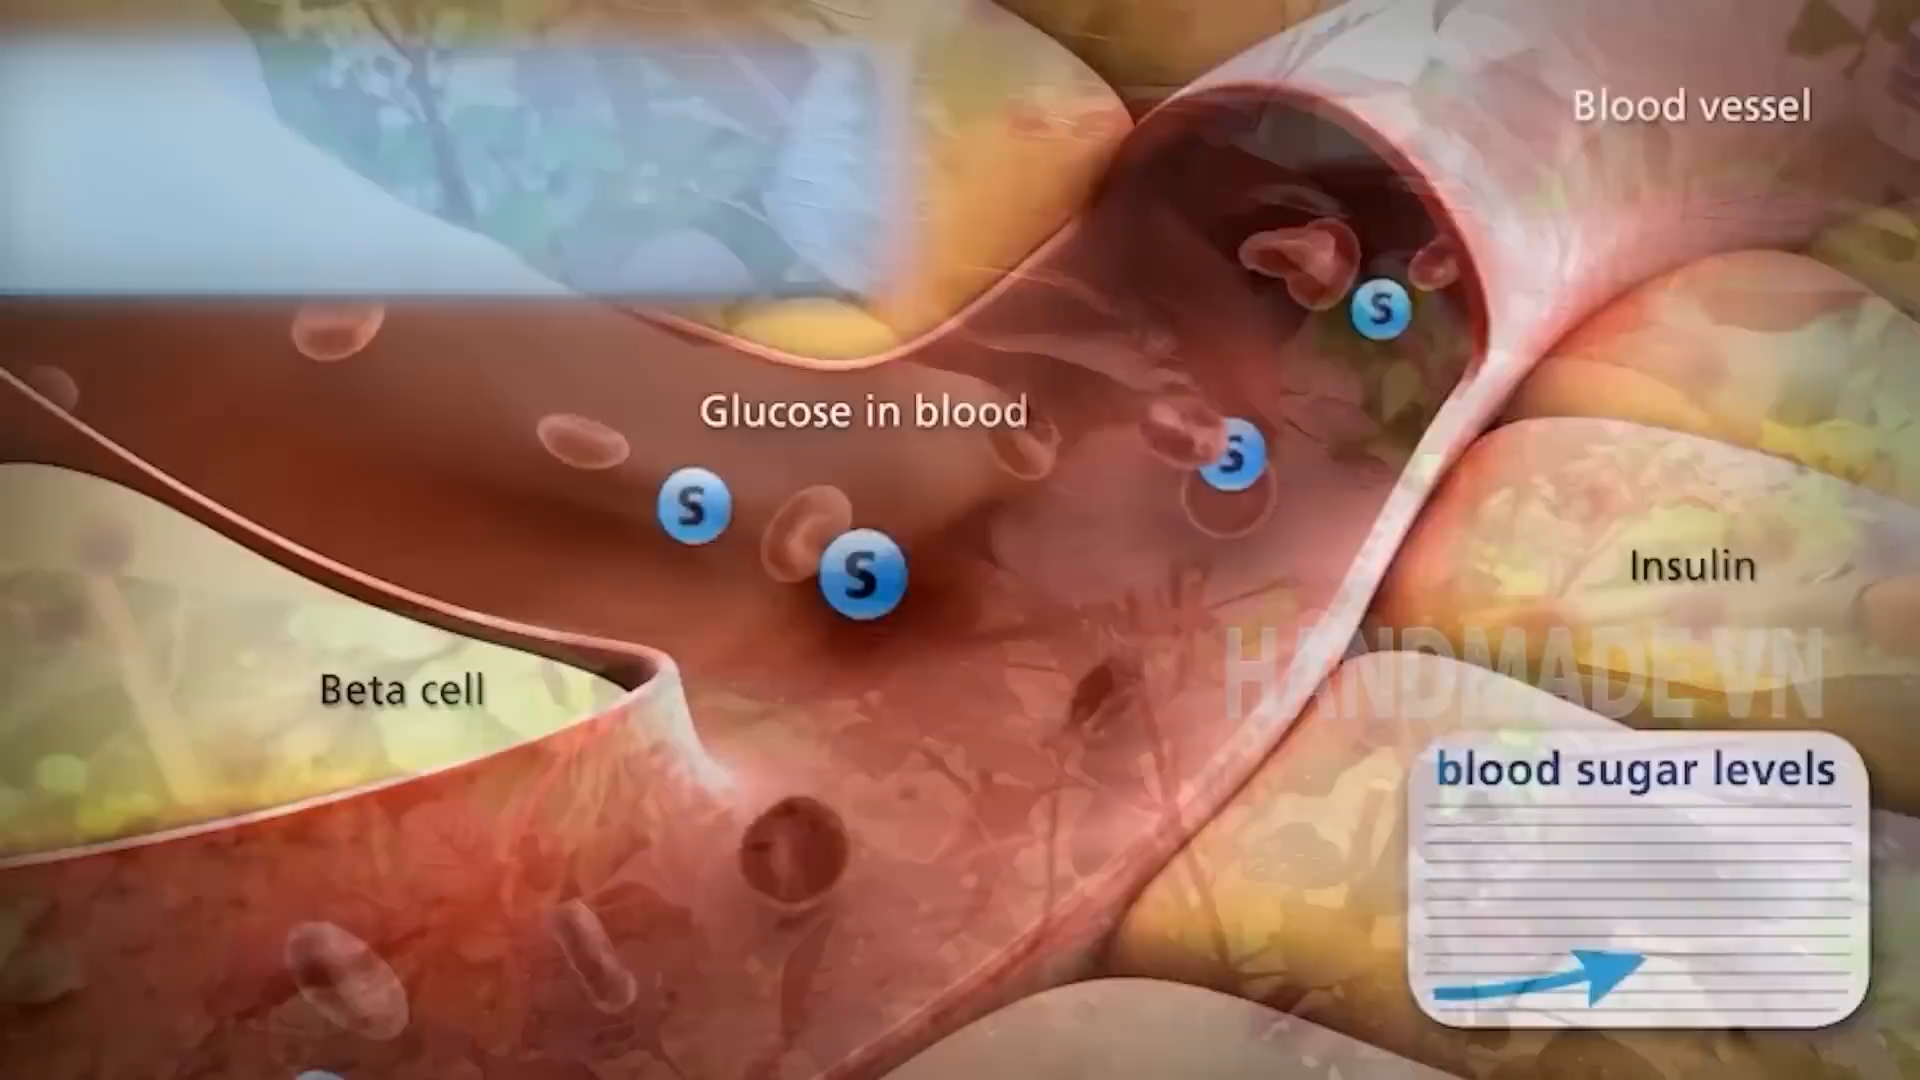 Blood vessel
Glucose in blood
S
S
S
S
Insulin
Beta cell
HANDMADE VN
blood sugar levels